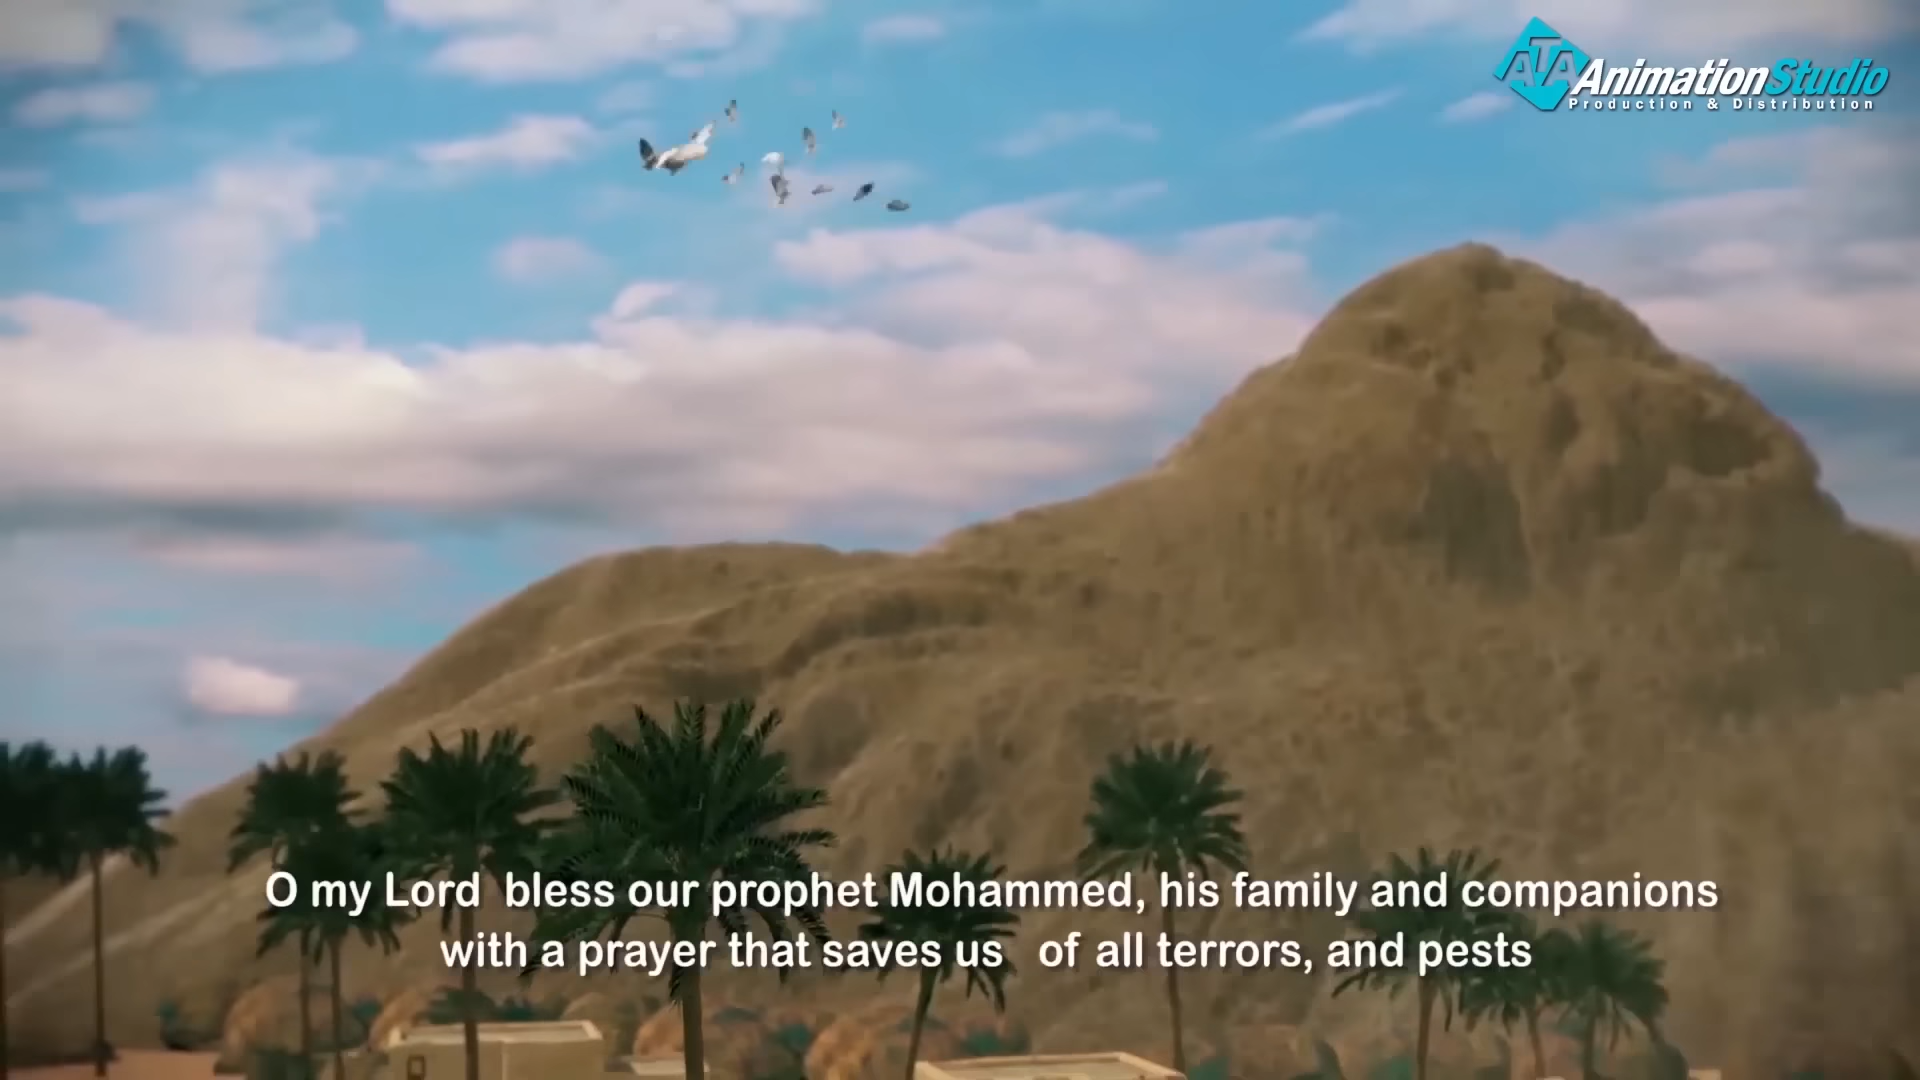 ATA AnimationStudio
Production & Distribution
O my Lord bless our prophet Mohammed, his family and companions
with a prayer that saves us of all terrors, and pests